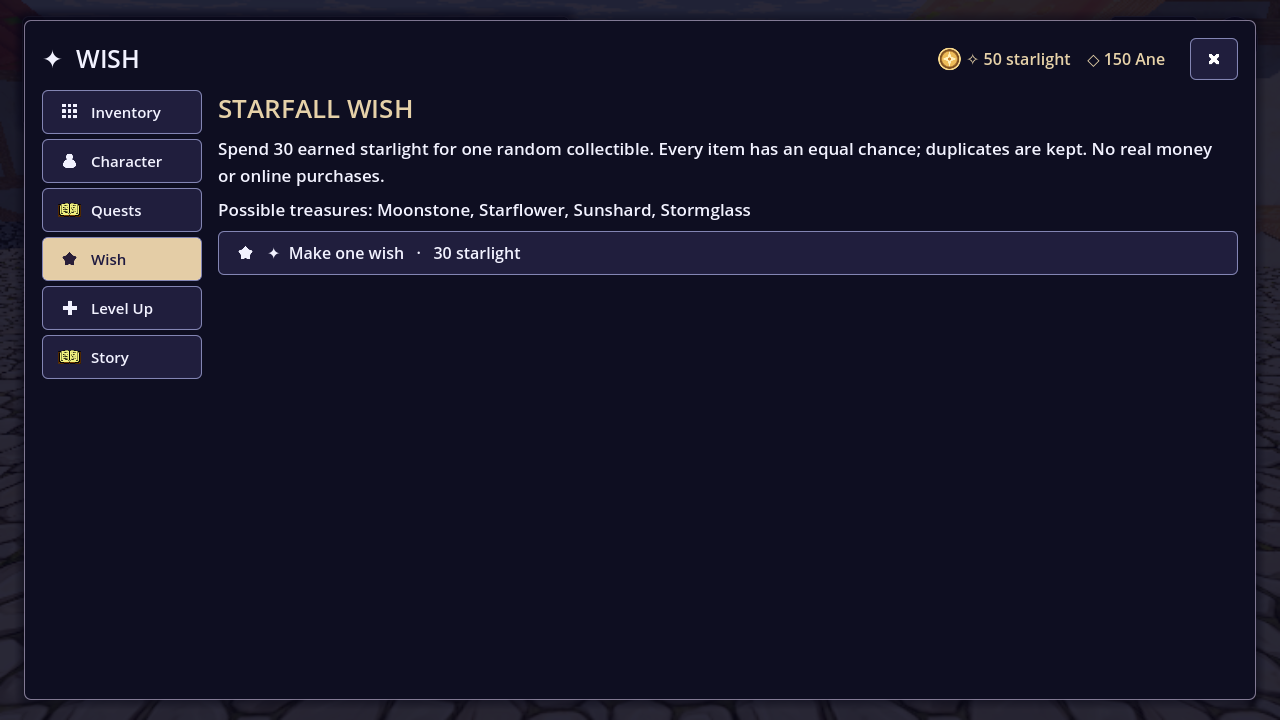 ✦ WISH
✧ 50 starlight ◇ 150 Ane
Inventory
Character
Quests
Wish
Level Up
Story
STARFALL WISH
Spend 30 earned starlight for one random collectible. Every item has an equal chance; duplicates are kept. No real money
or online purchases.
Possible treasures: Moonstone, Starflower, Sunshard, Stormglass
✦ Make one wish · 30 starlight